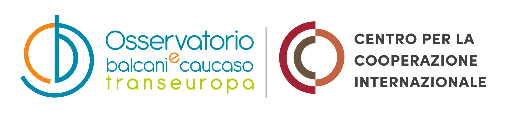 Osservatorio
balcani e caucaso
transeuropa
CENTRO PER LA
COOPERAZIONE
INTERNAZIONALE